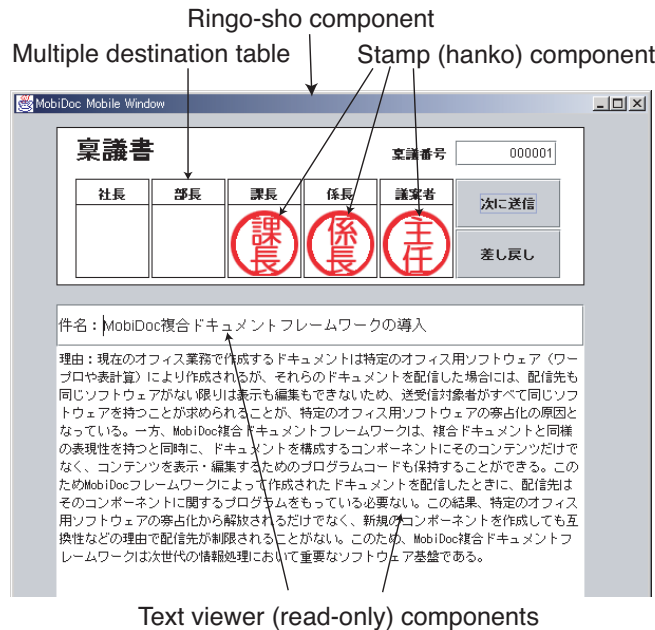 Ringo-sho component
Multiple destination table
Stamp (hanko) component
MobiDoc Mobile Window
稟議書
稟議番号 000001
社長 部長 課長 係長 議案者
次に送信
課長 係長 主任
差し戻し
件名：MobiDoc複合ドキュメントフレームワークの導入
理由：現在のオフィス業務で作成するドキュメントは特定のオフィス用ソフトウェア（ワー
プロや表計算）により作成されるが、それらのドキュメントを配信した場合には、配信先も
同じソフトウェアがない限りは表示も編集もできないため、送受信対象者がすべて同じソフ
トウェアを持つことが求められることが、特定のオフィス用ソフトウェアの寡占化の原因と
なっている。一方、MobiDoc複合ドキュメントフレームワークは、複合ドキュメントと同様
の表現性を持つと同時に、ドキュメントを構成するコンポーネントにそのコンテンツだけで
なく、コンテンツを表示・編集するためのプログラムコードも保持することができる。この
ためMobiDocフレームワークによって作成されたドキュメントを配信したときに、配信先は
そのコンポーネントに関するプログラムをもっている必要ない。この結果、特定のオフィス
用ソフトウェアの寡占化から解放されるだけでなく、新規のコンポーネントを作成しても互
換性などの理由で配信先が制限されることがない。このため、MobiDoc複合ドキュメントフ
レームワークは次世代の情報処理において重要なソフトウェア基盤である。
Text viewer (read-only) components